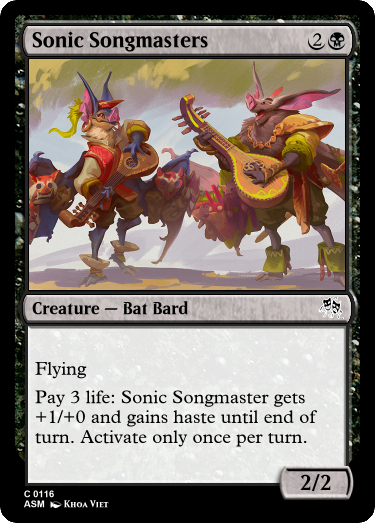 Sonic Songmasters 2
Creature — Bat Bard
Flying
Pay 3 life: Sonic Songmaster gets
+1/+0 and gains haste until end of
turn. Activate only once per turn.
2/2
C 0116
ASM Khoa Viet